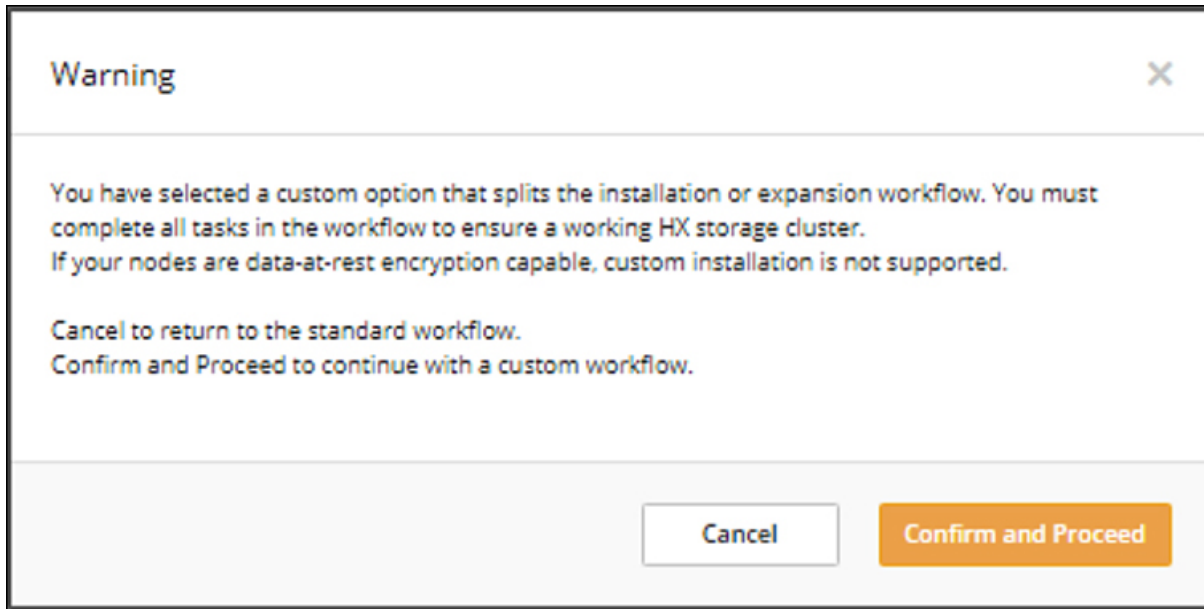 Warning
You have selected a custom option that splits the installation or expansion workflow. You must
complete all tasks in the workflow to ensure a working HX storage cluster.
If your nodes are data-at-rest encryption capable, custom installation is not supported.
Cancel to return to the standard workflow.
Confirm and Proceed to continue with a custom workflow.
Cancel
Confirm and Proceed